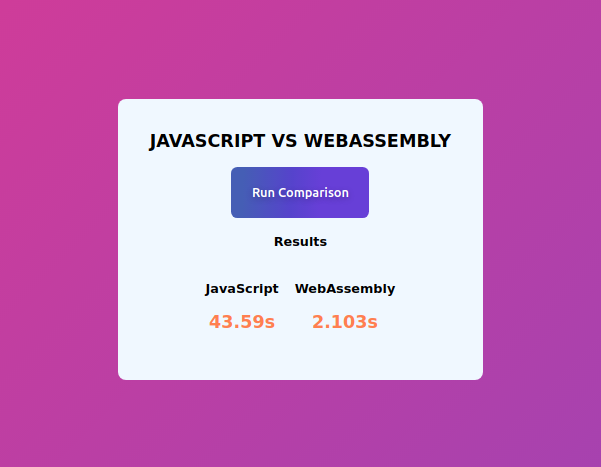 JAVASCRIPT VS WEBASSEMBLY
Run Comparison
Results
JavaScript WebAssembly
43.59s 2.103s